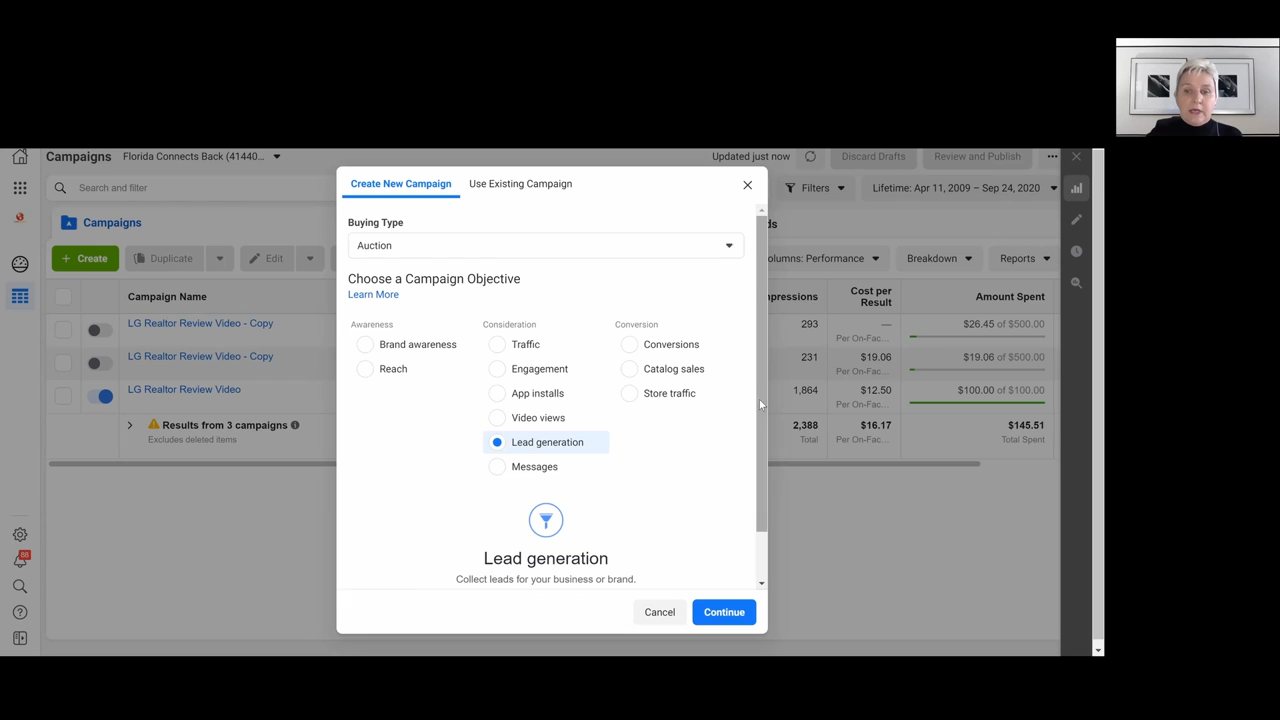 Campaigns
Florida Connects Back (41440...
Updated just now
Discard Drafts
Review and Publish
Search and filter
Filters
Lifetime: Apr 11, 2009 – Sep 24, 2020
Campaigns
ds
+ Create
Duplicate
Edit
olumns: Performance
Breakdown
Reports
Campaign Name
npressions
Cost per Result
Amount Spent
LG Realtor Review Video - Copy
293
—
Per On-Fac...
$26.45 of $500.00
LG Realtor Review Video - Copy
231
$19.06
Per On-Fac...
$19.06 of $500.00
LG Realtor Review Video
1,864
$12.50
Per On-Fac...
$100.00 of $100.00
Results from 3 campaigns
Excludes deleted items
2,388
Total
$16.17
Per On-Fac...
$145.51
Total Spent
88
Create New Campaign
Use Existing Campaign
Buying Type
Auction
Choose a Campaign Objective
Learn More
Awareness
Brand awareness
Reach
Consideration
Traffic
Engagement
App installs
Video views
Lead generation
Messages
Conversion
Conversions
Catalog sales
Store traffic
Lead generation
Collect leads for your business or brand.
Cancel
Continue